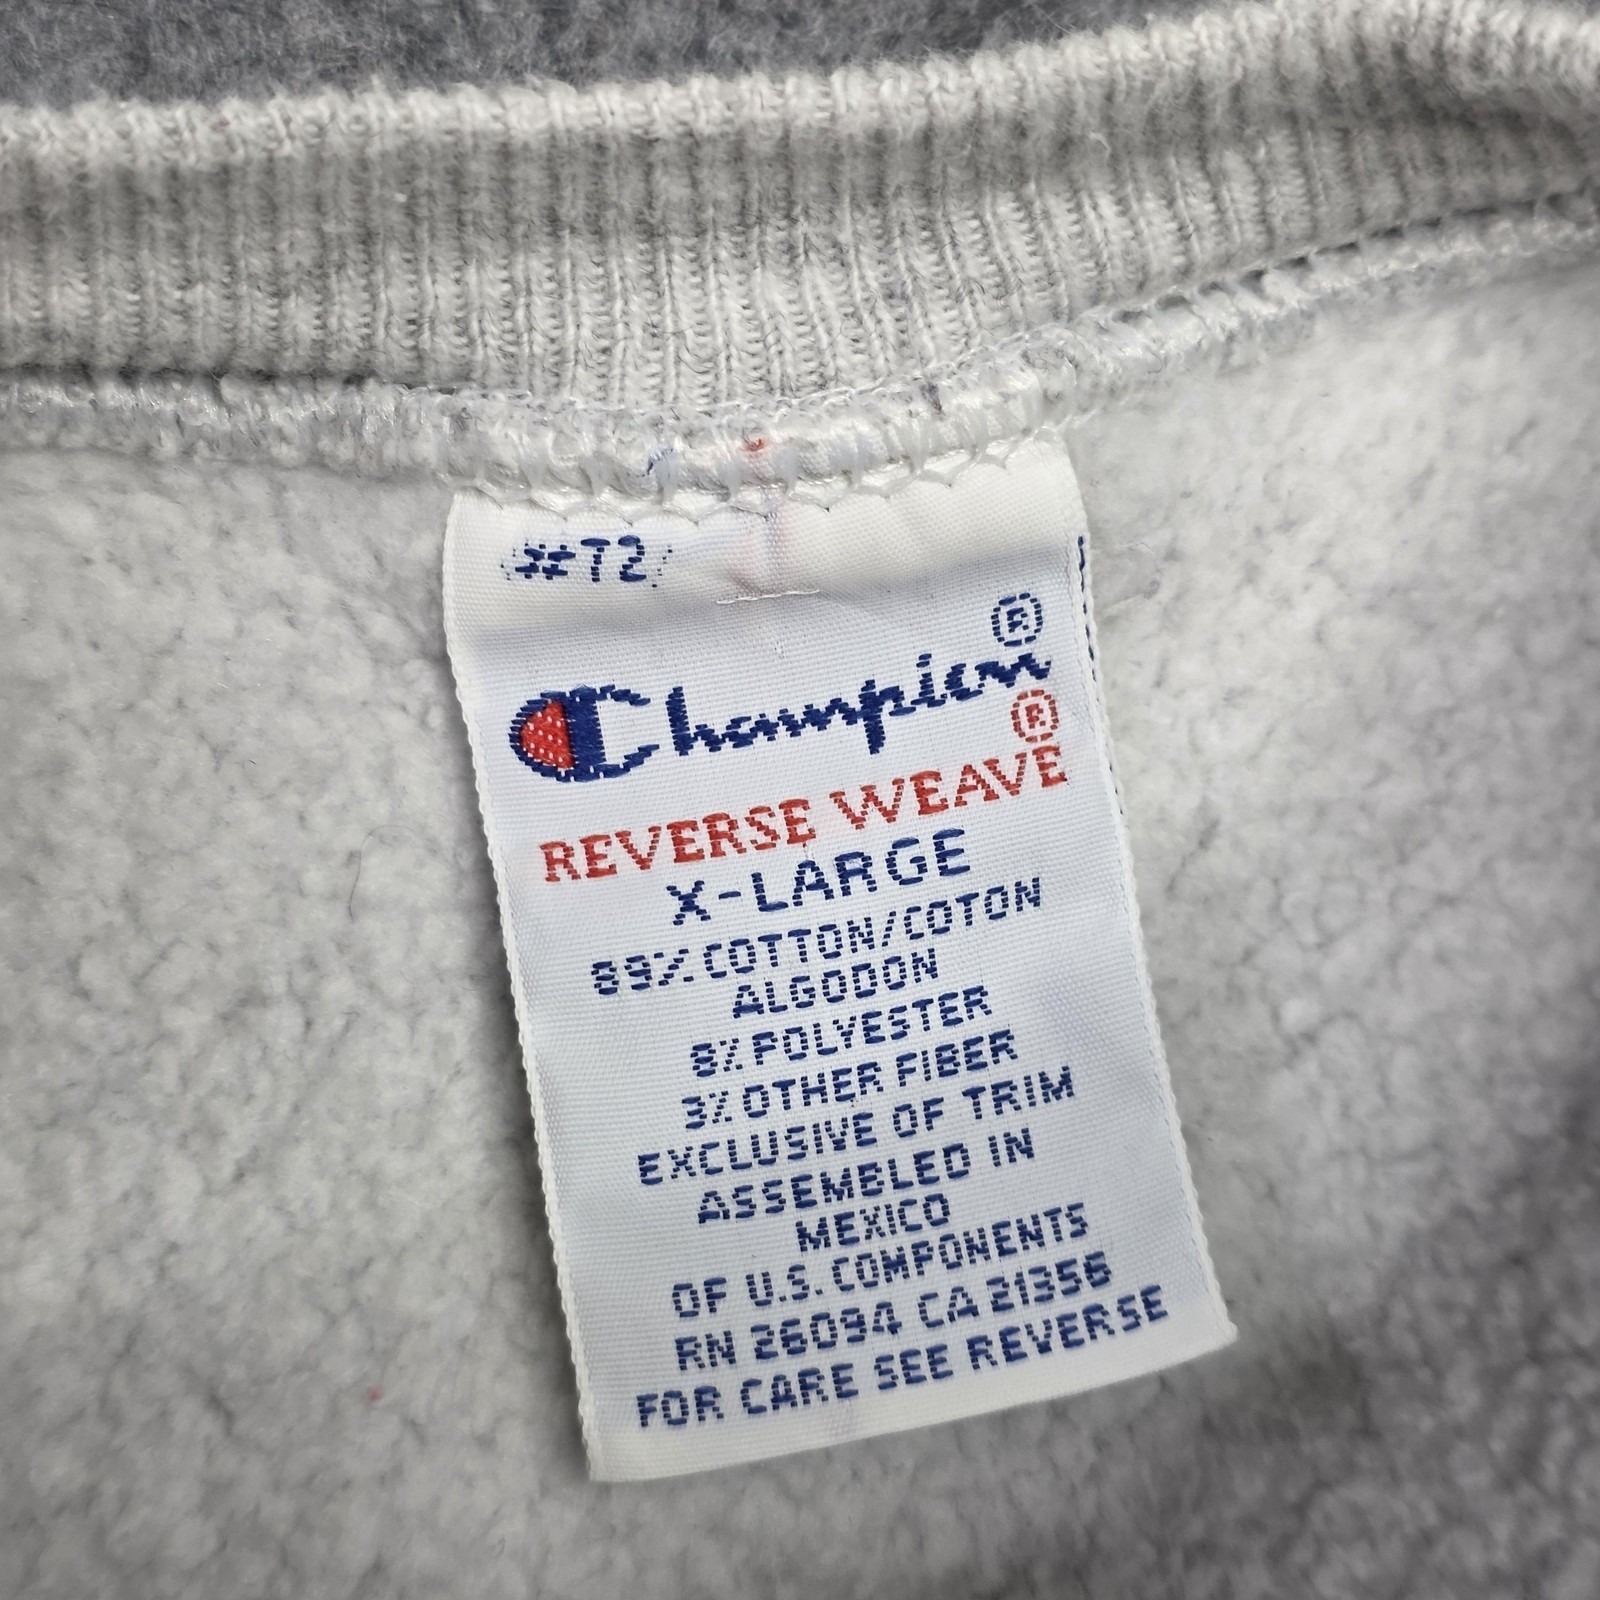 #T2
Champion®
REVERSE WEAVE®
X-LARGE
89% COTTON/COTON
ALGODON
8% POLYESTER
3% OTHER FIBER
EXCLUSIVE OF TRIM
ASSEMBLED IN
MEXICO
OF U.S. COMPONENTS
RN 26094 CA 21356
FOR CARE SEE REVERSE